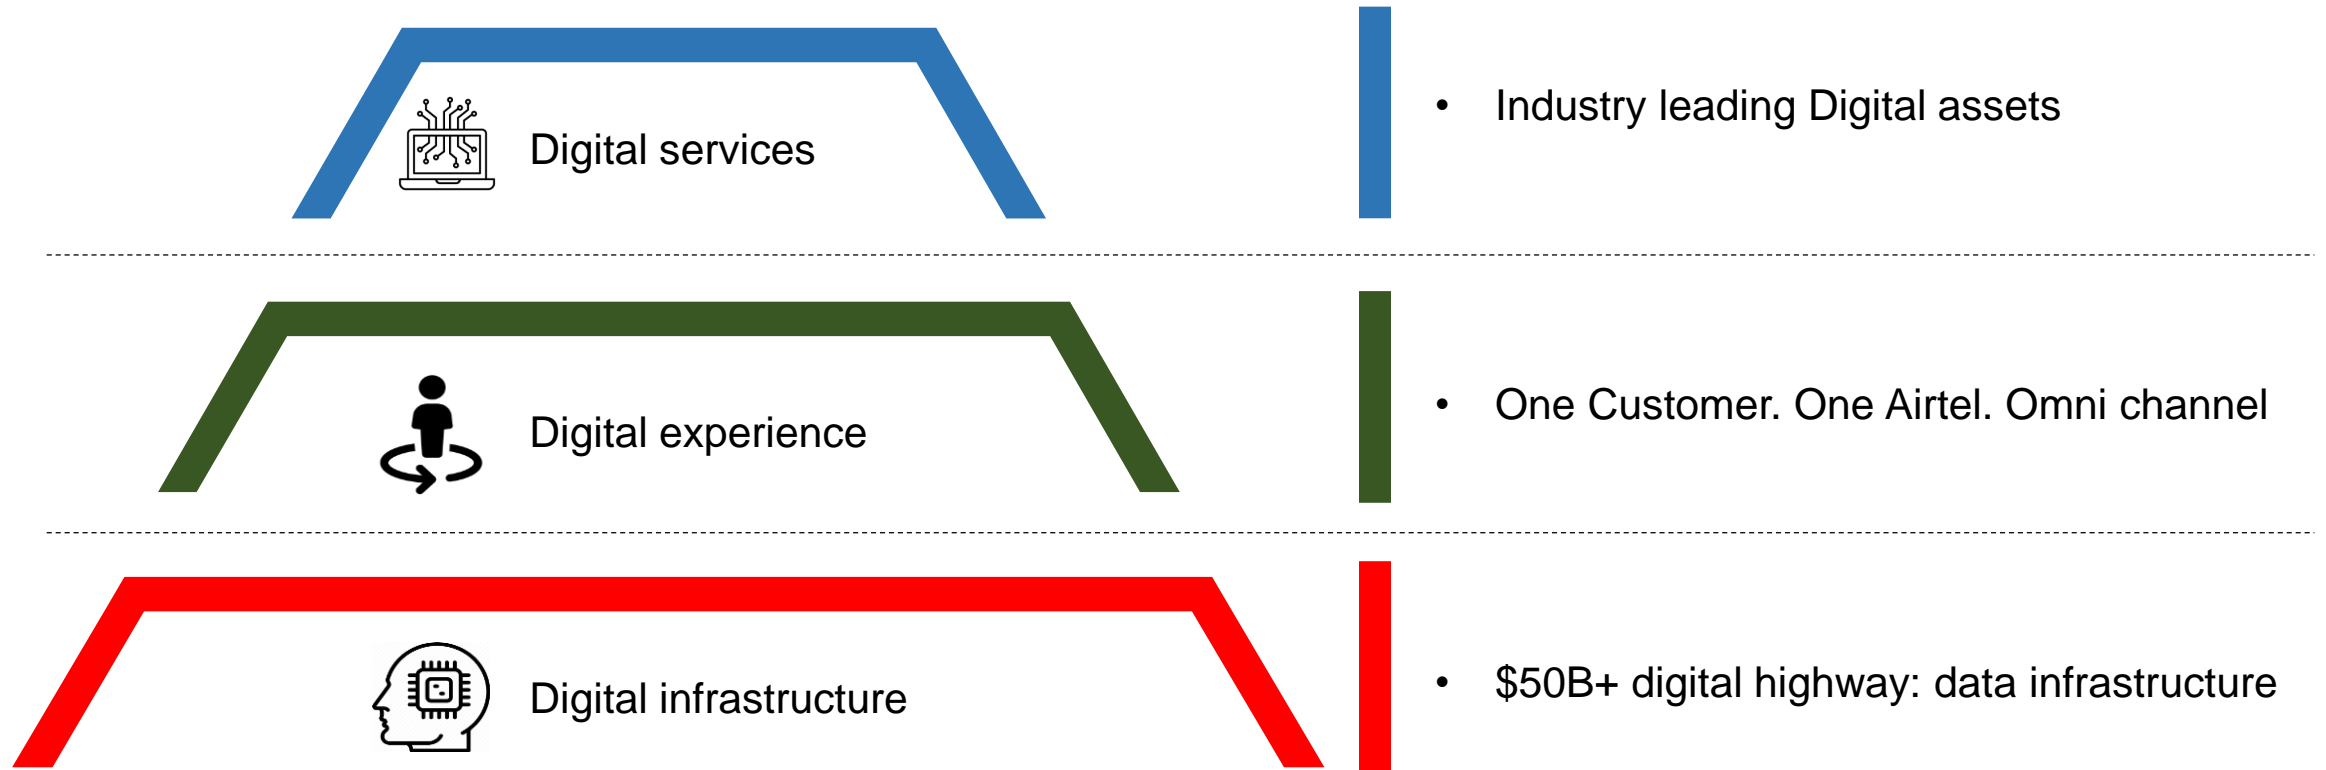 Digital services
• Industry leading Digital assets
Digital experience
• One Customer. One Airtel. Omni channel
Digital infrastructure
• $50B+ digital highway: data infrastructure